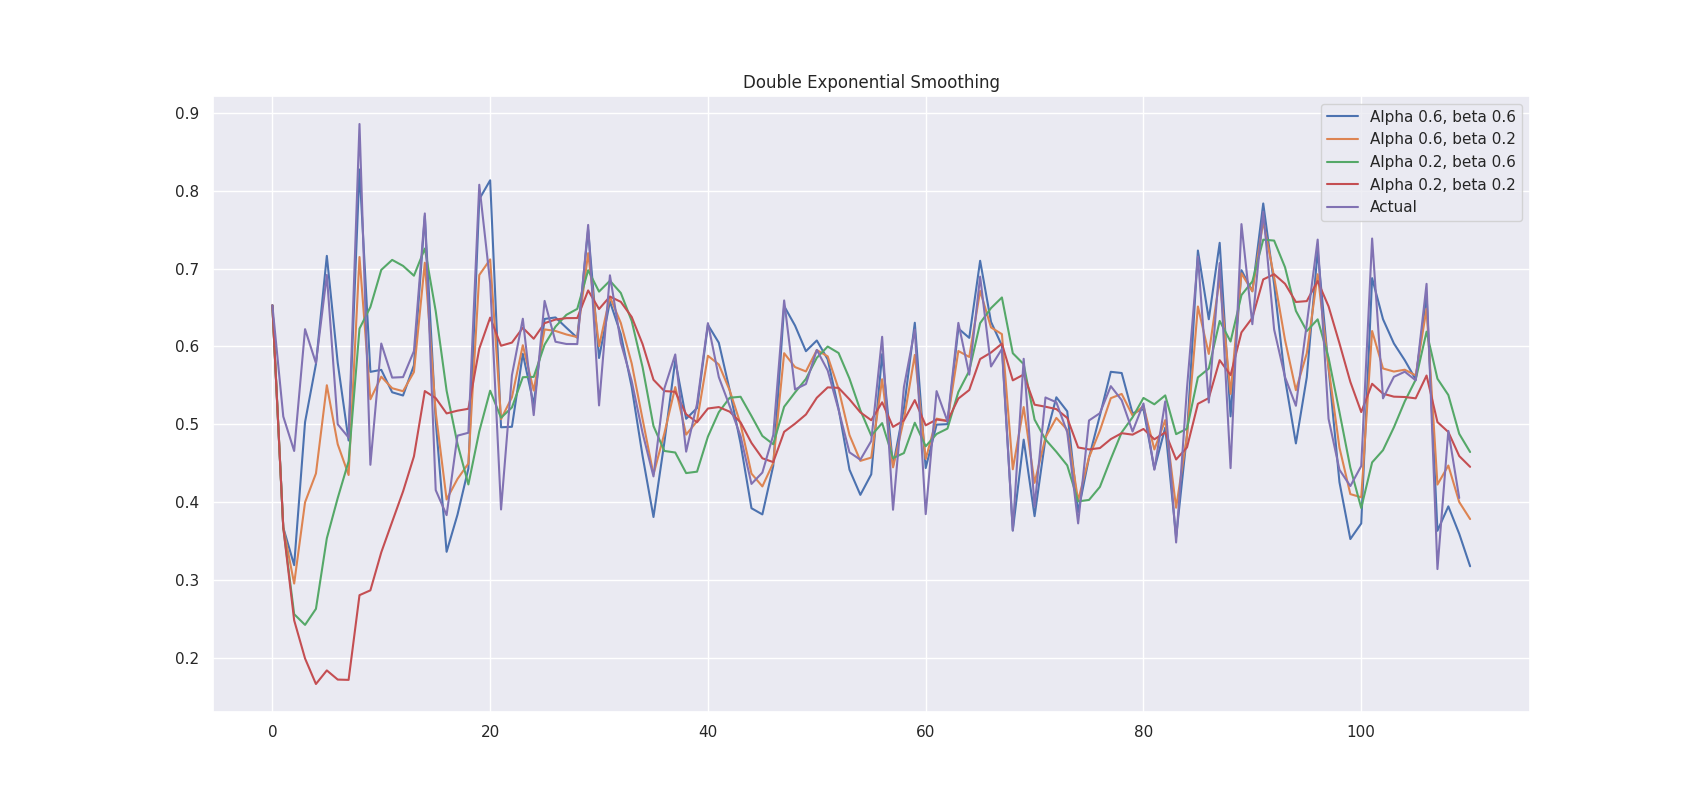 Double Exponential Smoothing
0.9
0.8
0.7
0.6
0.5
0.4
0.3
0.2
Alpha 0.6, beta 0.6
Alpha 0.6, beta 0.2
Alpha 0.2, beta 0.6
Alpha 0.2, beta 0.2
Actual
0 20 40 60 80 100